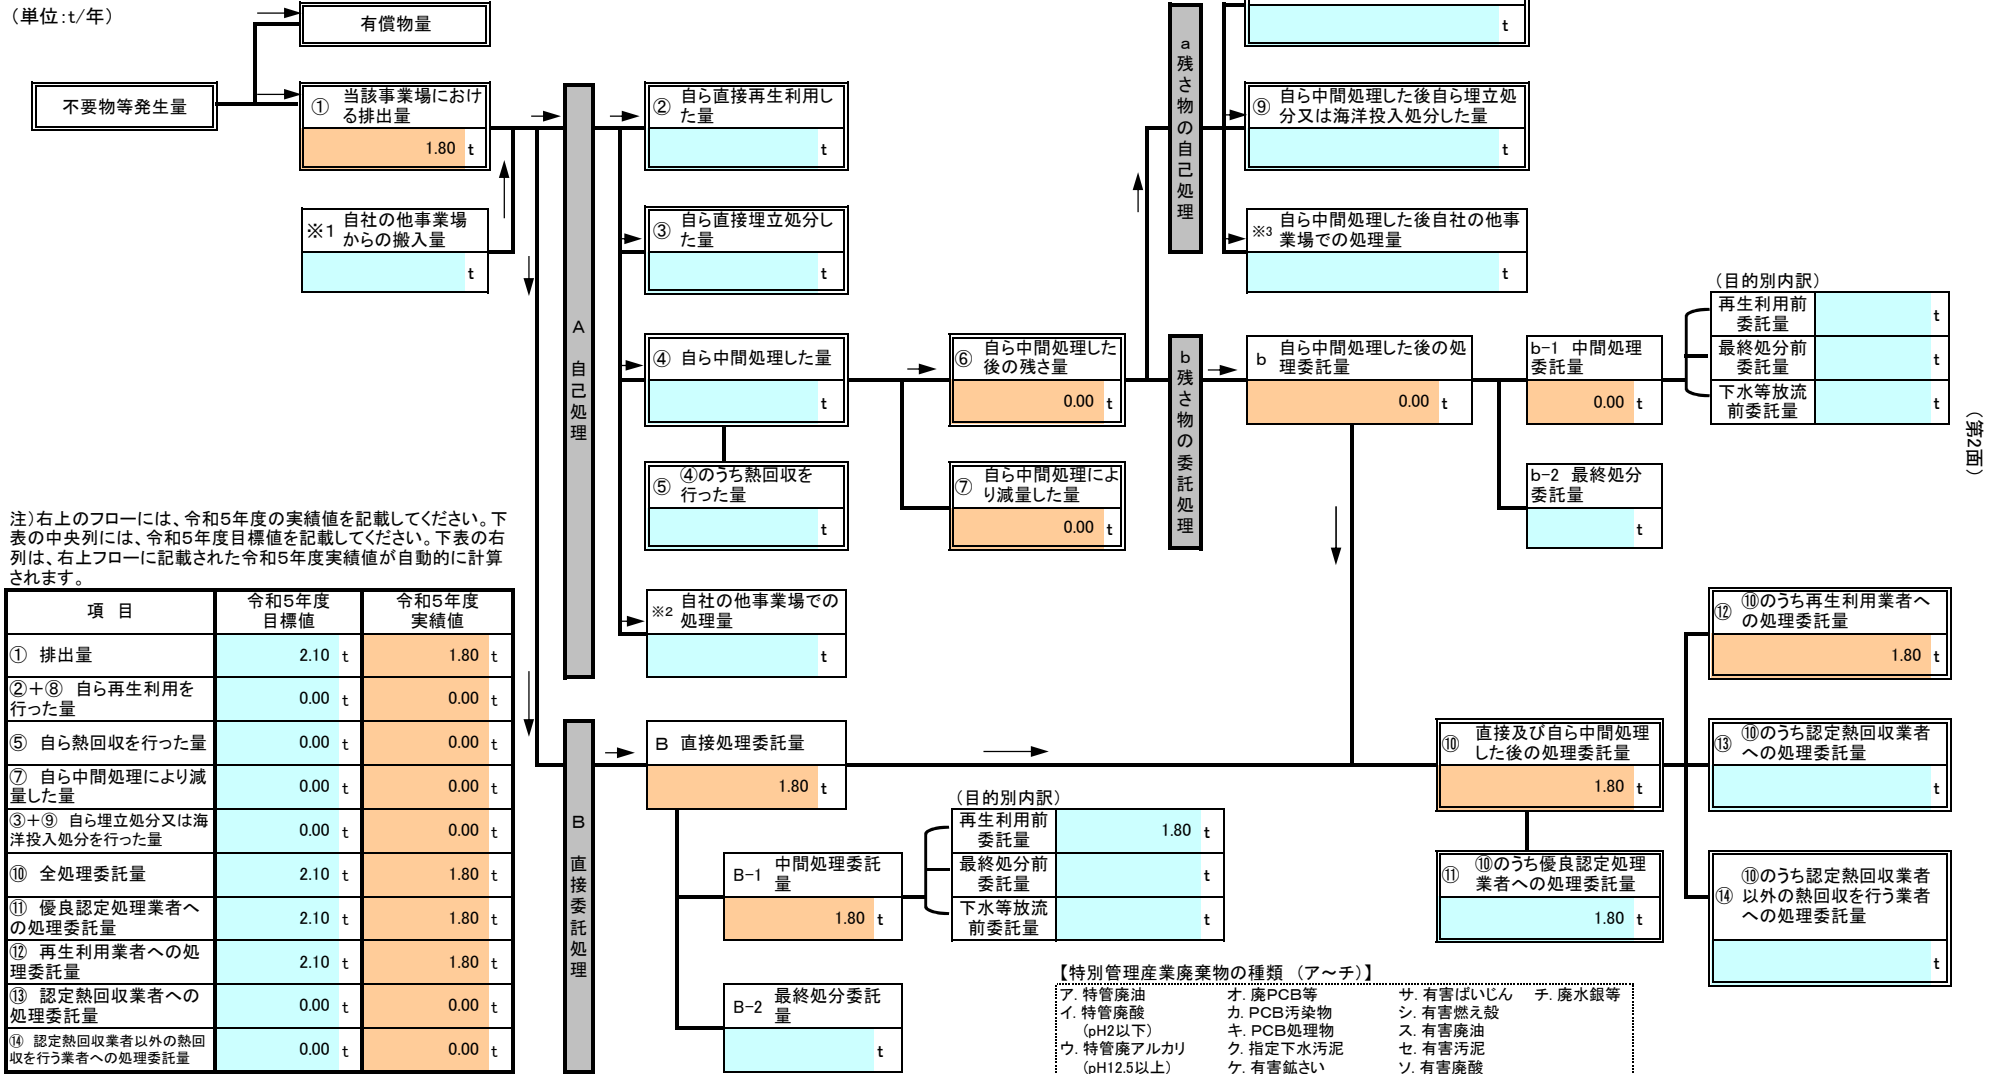 (単位:t/年)
有償物量
不要物等発生量
① 当該事業場におけ
る排出量
1.80 t
※1 自社の他事業場
からの搬入量
t
A 自己処理
② 自ら直接再生利用し
た量
t
③ 自ら直接埋立処分し
た量
t
④ 自ら中間処理した量
t
⑤ ④のうち熱回収を
行った量
t
※2 自社の他事業場での
処理量
t
⑥ 自ら中間処理した
後の残さ量
0.00 t
⑦ 自ら中間処理によ
り減量した量
0.00 t
a 残さ物の自己処理
t
⑨ 自ら中間処理した後自ら埋立処
分又は海洋投入処分した量
t
※3 自ら中間処理した後自社の他事
業場での処理量
t
b 残さ物の委託処理
b 自ら中間処理した後の処
理委託量
0.00 t
b-1 中間処理
委託量
0.00 t
b-2 最終処分
委託量
t
(目的別内訳)
再生利用前
委託量
t
最終処分前
委託量
t
下水等放流
前委託量
t
(第2面)
注)右上のフローには、令和5年度の実績値を記載してください。下
表の中央列には、令和5年度目標値を記載してください。下表の右
列は、右上フローに記載された令和5年度実績値が自動的に計算
されます。
項 目 令和5年度 令和5年度
目標値 実績値
① 排出量 2.10 t 1.80 t
②+⑧ 自ら再生利用を
行った量 0.00 t 0.00 t
⑤ 自ら熱回収を行った量 0.00 t 0.00 t
⑦ 自ら中間処理により減
量した量 0.00 t 0.00 t
③+⑨ 自ら埋立処分又は海
洋投入処分を行った量 0.00 t 0.00 t
⑩ 全処理委託量 2.10 t 1.80 t
⑪ 優良認定処理業者へ
の処理委託量 2.10 t 1.80 t
⑫ 再生利用業者への処
理委託量 2.10 t 1.80 t
⑬ 認定熱回収業者への
処理委託量 0.00 t 0.00 t
⑭ 認定熱回収業者以外の熱回
収を行う業者への処理委託量 0.00 t 0.00 t
B 直接委託処理
B 直接処理委託量
1.80 t
B-1 中間処理委託
量
1.80 t
B-2 最終処分委託
量
t
(目的別内訳)
再生利用前
委託量
1.80 t
最終処分前
委託量
t
下水等放流
前委託量
t
⑩ 直接及び自ら中間処理
した後の処理委託量
1.80 t
⑪ ⑩のうち優良認定処理
業者への処理委託量
1.80 t
⑫ ⑩のうち再生利用業者へ
の処理委託量
1.80 t
⑬ ⑩のうち認定熱回収業者
への処理委託量
t
⑭ ⑩のうち認定熱回収業者
以外の熱回収を行う業者
への処理委託量
t
【特別管理産業廃棄物の種類 (ア~チ)】
ア. 特管廃油 オ. 廃PCB等 サ. 有害ばいじん チ. 廃水銀等
イ. 特管廃酸 カ. PCB汚染物 シ. 有害燃え殻
(pH2以下) キ. PCB処理物 ス. 有害廃油
ウ. 特管廃アルカリ ク. 指定下水汚泥 セ. 有害汚泥
(pH12.5以上) ケ. 有害鉱さい ソ. 有害廃酸